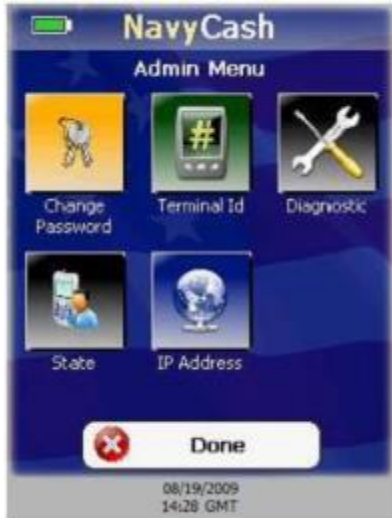 NavyCash
Admin Menu
Change
Password
Terminal Id
Diagnostic
State
IP Address
Done
08/19/2009
14:28 GMT